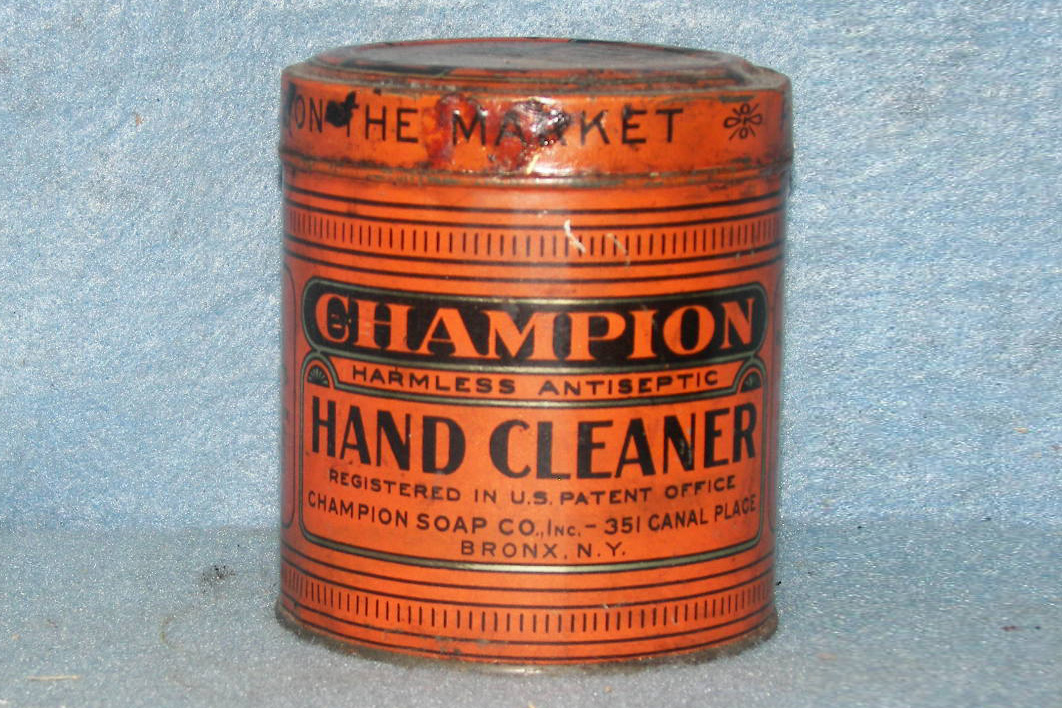 ON THE MARKET
CHAMPION
HARMLESS ANTISEPTIC
HAND CLEANER
REGISTERED IN U.S. PATENT OFFICE
CHAMPION SOAP CO., INC. - 351 CANAL PLACE
BRONX, N.Y.